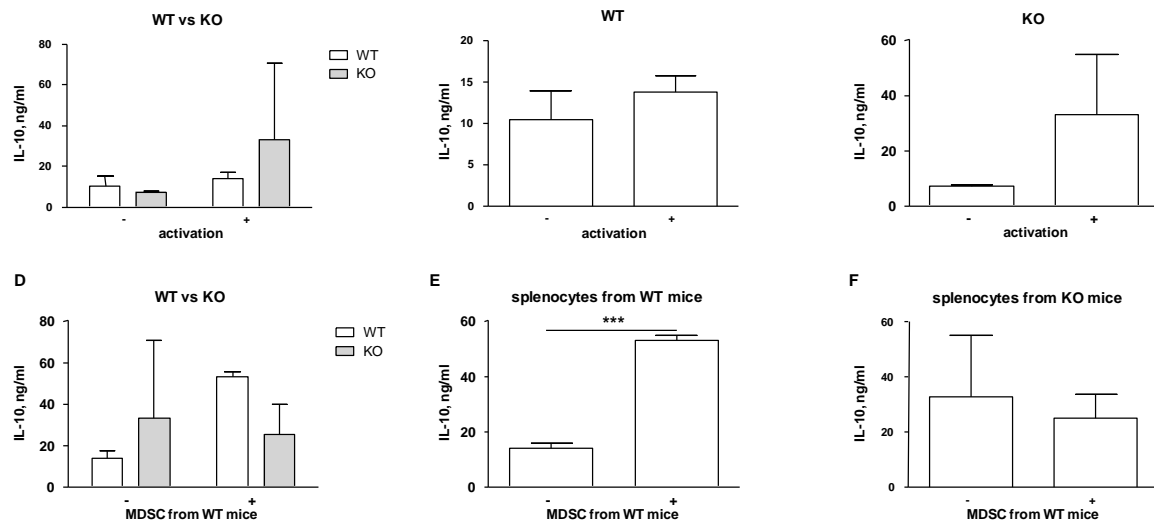 WT vs KO
80
60
40
20
0
IL-10, ng/ml
- +
activation
WT
KO
WT
20
15
10
5
0
IL-10, ng/ml
- +
activation
KO
60
40
20
0
IL-10, ng/ml
- +
activation
D
WT vs KO
80
60
40
20
0
IL-10, ng/ml
- +
MDSC from WT mice
WT
KO
E
splenocytes from WT mice
***
60
40
20
0
IL-10, ng/ml
- +
MDSC from WT mice
F
splenocytes from KO mice
60
40
20
0
IL-10, ng/ml
- +
MDSC from WT mice